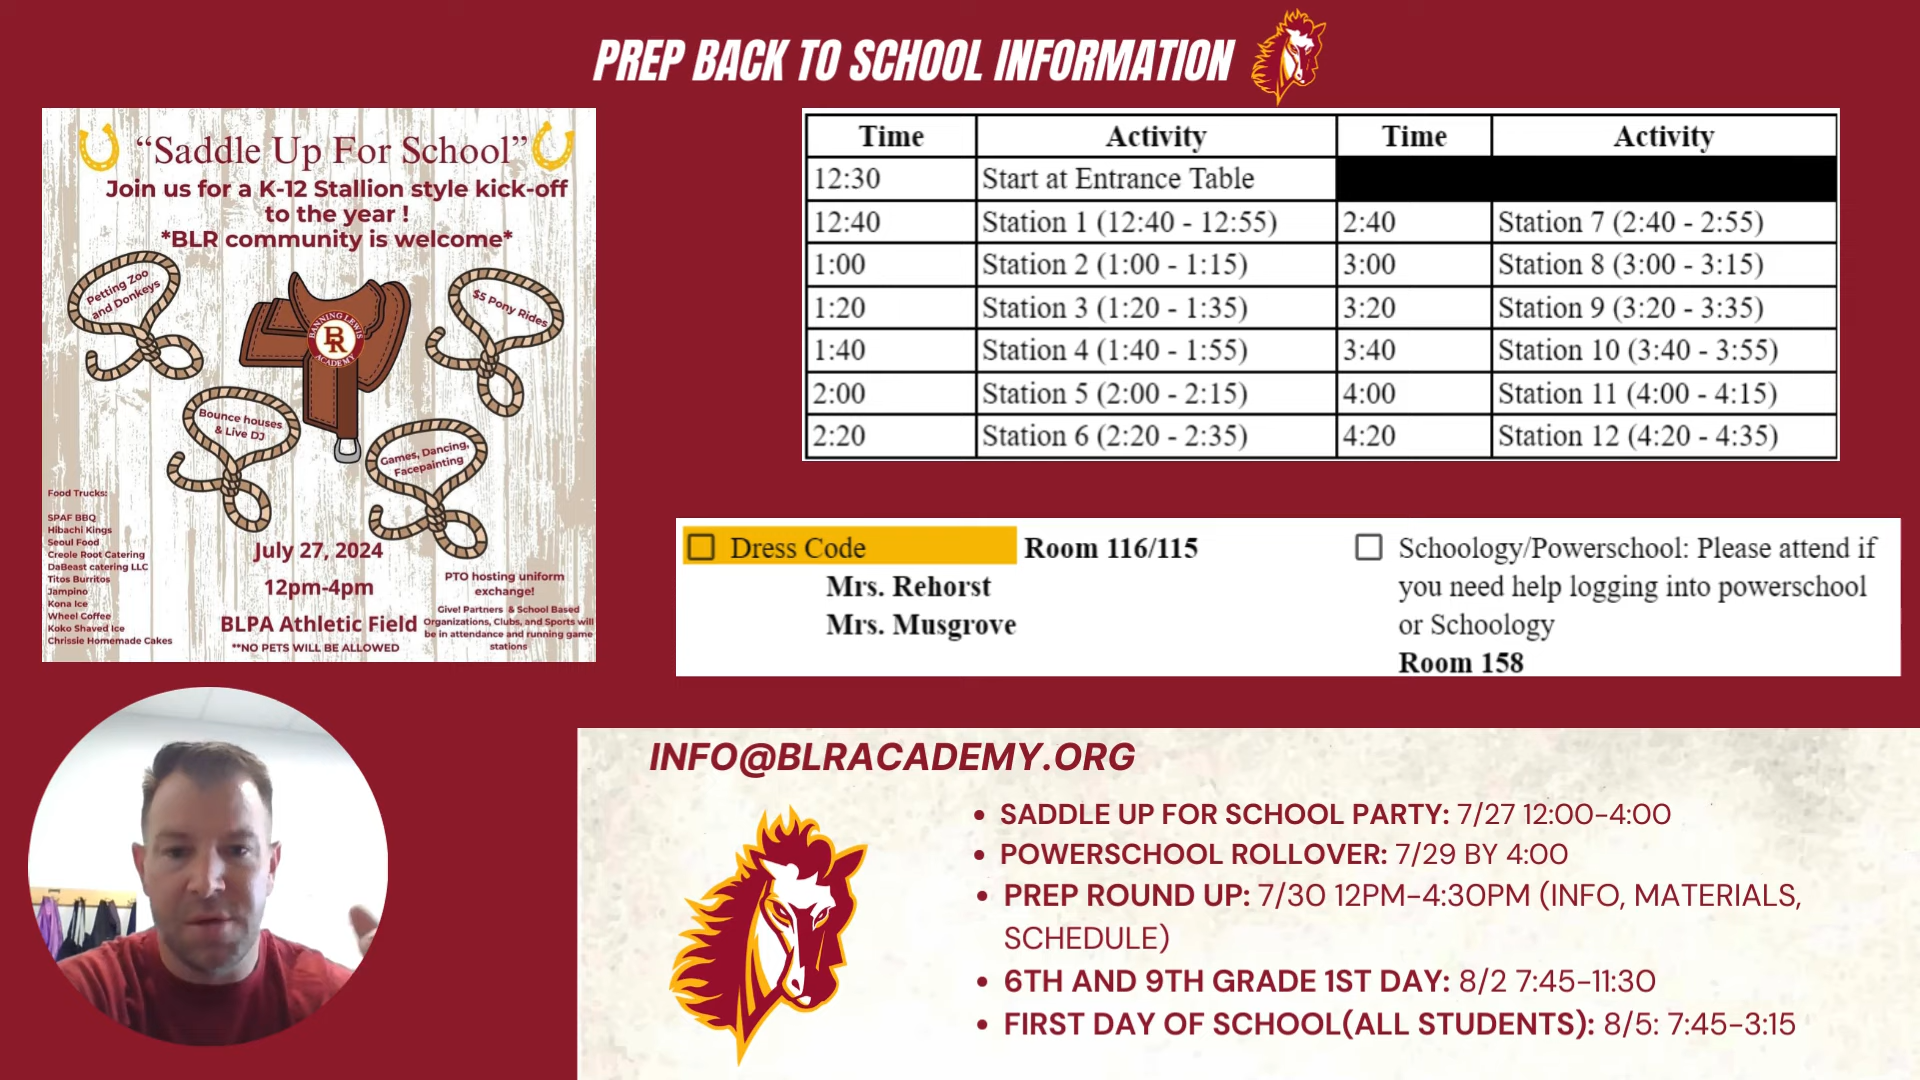 PREP BACK TO SCHOOL INFORMATION
“Saddle Up For School”
Join us for a K-12 Stallion style kick-off
to the year !
*BLR community is welcome*
Petting Zoo
and Donkeys
$5 Pony Rides
BANNING LEWIS
BR
ACADEMY
Bounce houses
& Live DJ
Games, Dancing,
Facepainting
Food Trucks:
SPAF BBQ
Hibachi Kings
Seoul Food
Creole Root Catering
DaBeast catering LLC
Titos Burritos
Jampino
Kona Ice
Wheel Coffee
Koko Shaved Ice
Chrissie Homemade Cakes
July 27, 2024
12pm-4pm
BLPA Athletic Field
**NO PETS WILL BE ALLOWED
PTO hosting uniform
exchange!
Give! Partners & School Based
Organizations, Clubs, and Sports will
be in attendance and running game
stations
Time Activity Time Activity
12:30 Start at Entrance Table
12:40 Station 1 (12:40 - 12:55) 2:40 Station 7 (2:40 - 2:55)
1:00 Station 2 (1:00 - 1:15) 3:00 Station 8 (3:00 - 3:15)
1:20 Station 3 (1:20 - 1:35) 3:20 Station 9 (3:20 - 3:35)
1:40 Station 4 (1:40 - 1:55) 3:40 Station 10 (3:40 - 3:55)
2:00 Station 5 (2:00 - 2:15) 4:00 Station 11 (4:00 - 4:15)
2:20 Station 6 (2:20 - 2:35) 4:20 Station 12 (4:20 - 4:35)
Dress Code Room 116/115
Mrs. Rehorst
Mrs. Musgrove
Schoology/Powerschool: Please attend if
you need help logging into powerschool
or Schoology
Room 158
INFO@BLRACADEMY.ORG
• SADDLE UP FOR SCHOOL PARTY: 7/27 12:00-4:00
• POWERSCHOOL ROLLOVER: 7/29 BY 4:00
• PREP ROUND UP: 7/30 12PM-4:30PM (INFO, MATERIALS,
SCHEDULE)
• 6TH AND 9TH GRADE 1ST DAY: 8/2 7:45-11:30
• FIRST DAY OF SCHOOL(ALL STUDENTS): 8/5: 7:45-3:15